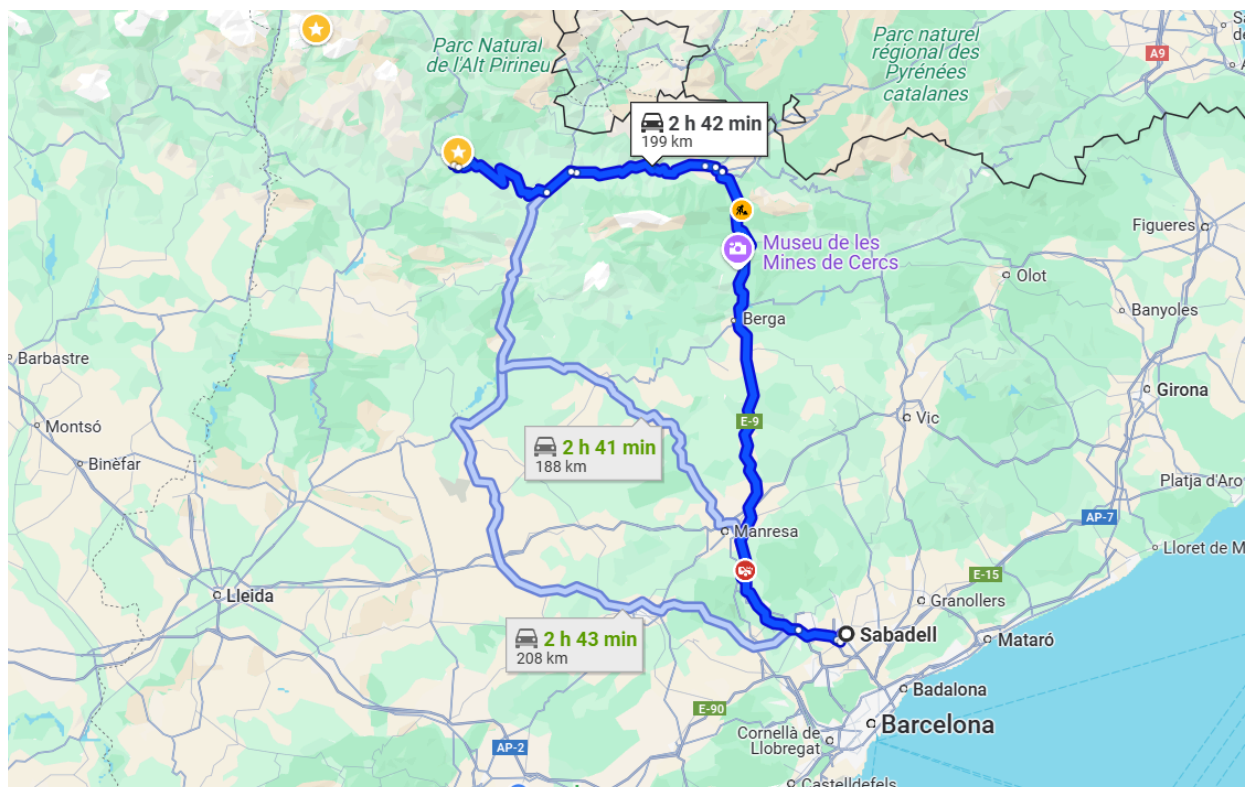 Parc Natural
de l'Alt Pirineu
Parc naturel
régional des
Pyrénées
catalanes
A9
2 h 42 min
199 km
Museu de les
Mines de Cercs
Figueres
Olot
Banyoles
Berga
Barbastre
Girona
E-9
Vic
Montsó
2 h 41 min
188 km
Binèfar
Platja d'Aro
AP-7
Manresa
Lloret de M
E-15
Lleida
Granollers
2 h 43 min
208 km
Sabadell
Mataró
Badalona
E-90
Barcelona
Cornellà de
Llobregat
AP-2
Castelldefels